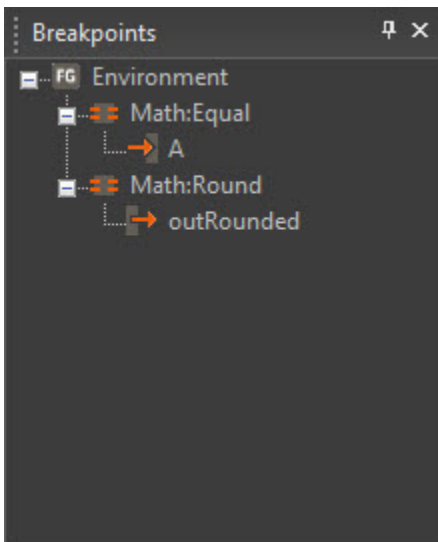 Breakpoints
FG Environment
Math:Equal
A
Math:Round
outRounded